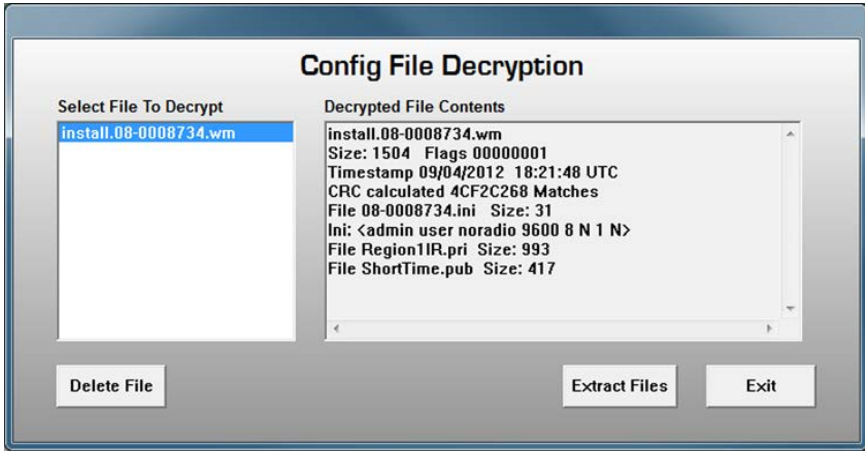 Config File Decryption
Select File To Decrypt
install.08-0008734.wm
Decrypted File Contents
install.08-0008734.wm
Size: 1504 Flags 00000001
Timestamp 09/04/2012 18:21:48 UTC
CRC calculated 4CF2C268 Matches
File 08-0008734.ini Size: 31
Ini: <admin user noradio 9600 8 N 1 N>
File Region1IR.pri Size: 993
File ShortTime.pub Size: 417
Delete File
Extract Files
Exit